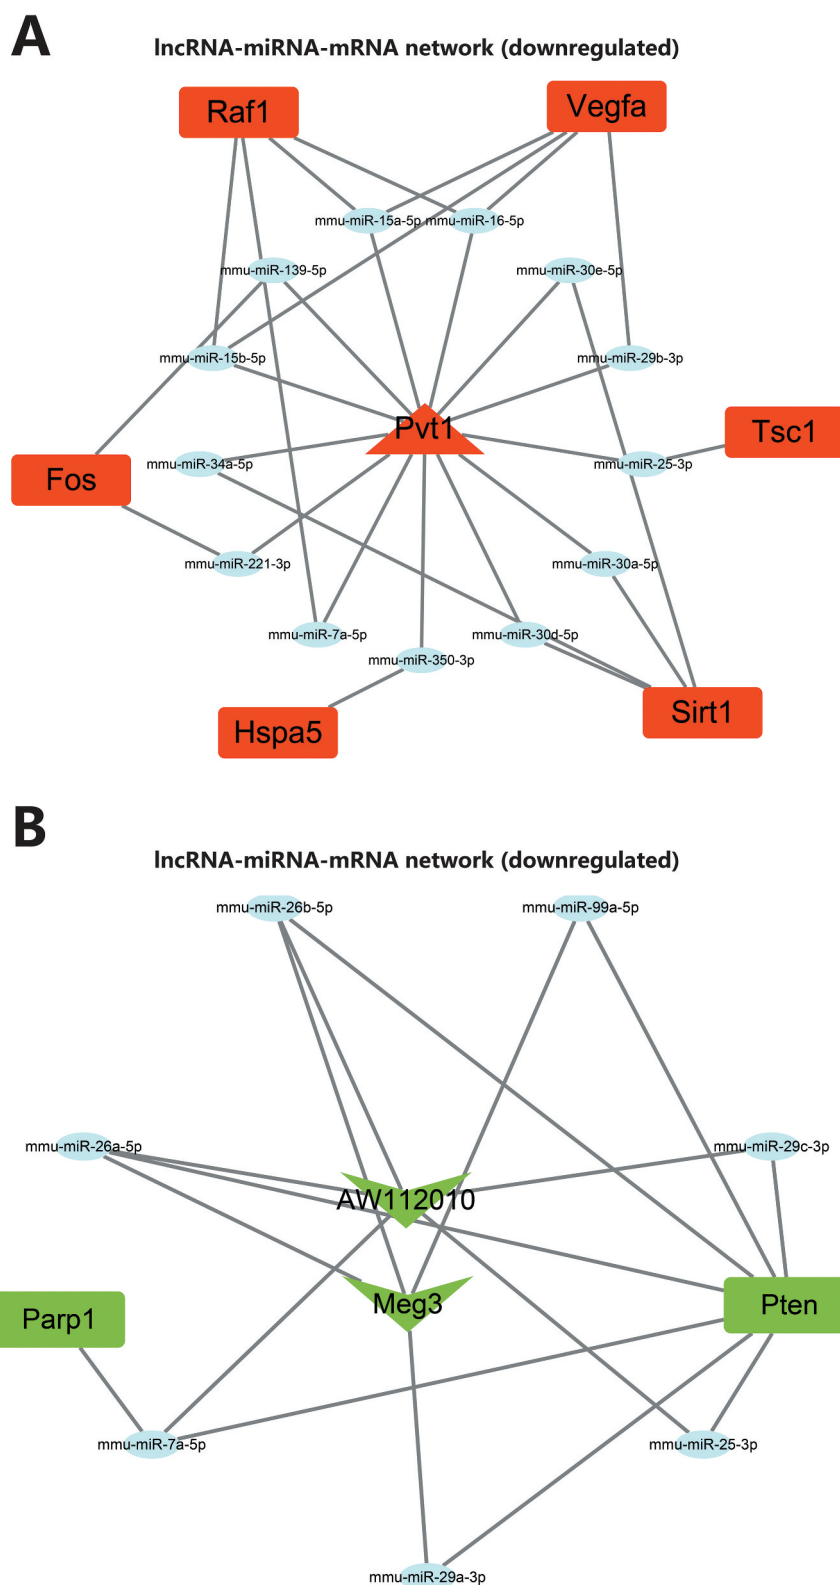 A
lncRNA-miRNA-mRNA network (downregulated)
Raf1
Vegfa
mmu-miR-15a-5p
mmu-miR-16-5p
mmu-miR-139-5p
mmu-miR-30e-5p
mmu-miR-15b-5p
mmu-miR-29b-3p
Pvt1
Tsc1
mmu-miR-34a-5p
mmu-miR-25-3p
Fos
mmu-miR-221-3p
mmu-miR-30a-5p
mmu-miR-7a-5p
mmu-miR-30d-5p
mmu-miR-350-3p
Sirt1
Hspa5
B
lncRNA-miRNA-mRNA network (downregulated)
mmu-miR-26b-5p
mmu-miR-99a-5p
mmu-miR-26a-5p
mmu-miR-29c-3p
AW112010
Meg3
Pten
Parp1
mmu-miR-7a-5p
mmu-miR-25-3p
mmu-miR-29a-3p